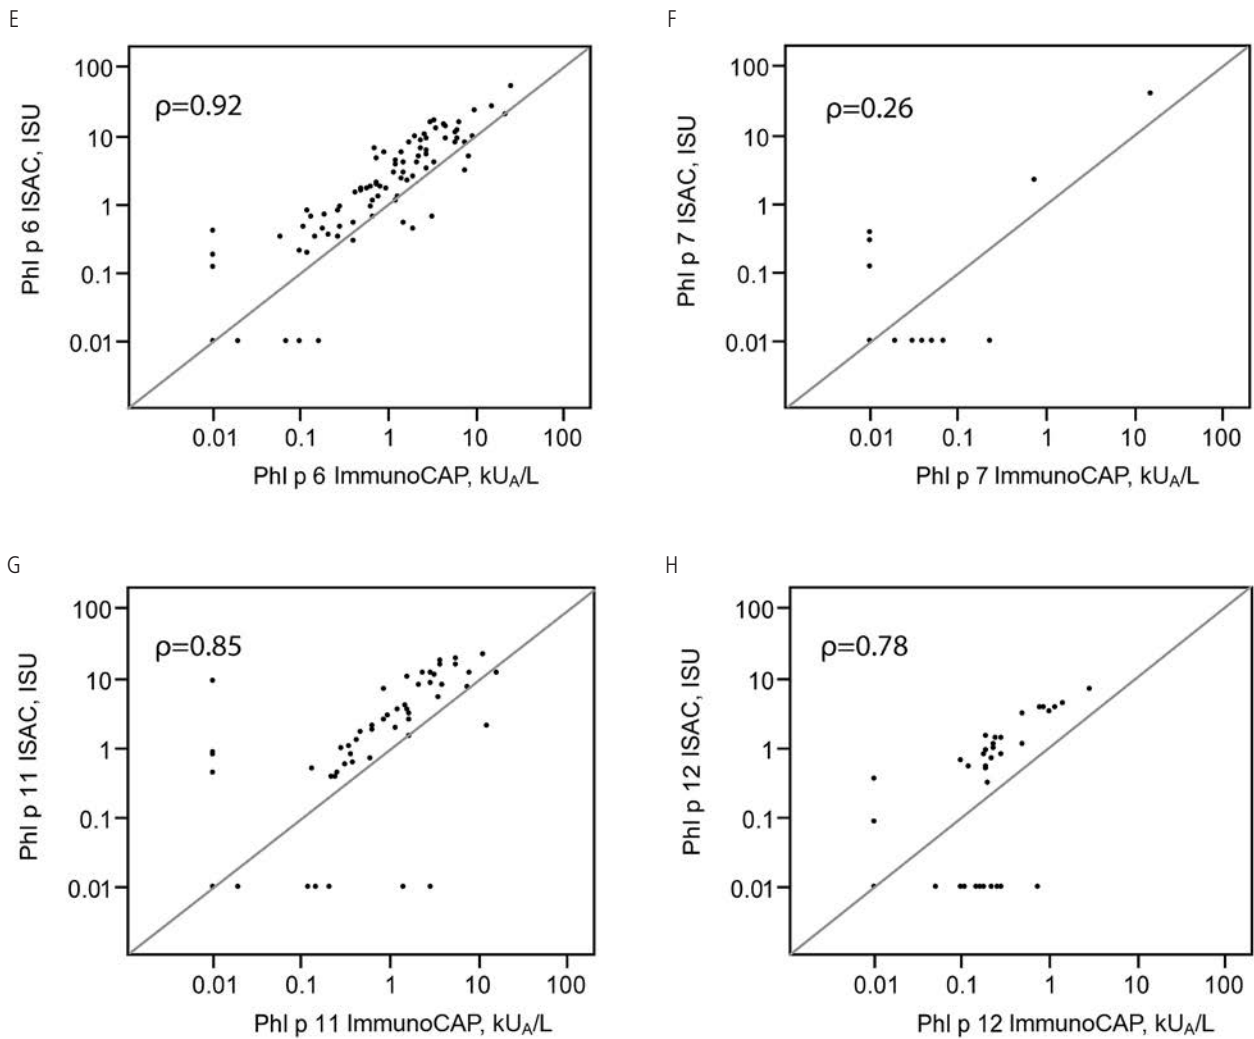 E
ρ=0.92
Phl p 6 ISAC, ISU
100
10
1
0.1
0.01
0.01 0.1 1 10 100
Phl p 6 ImmunoCAP, kUA/L
F
ρ=0.26
Phl p 7 ISAC, ISU
100
10
1
0.1
0.01
0.01 0.1 1 10 100
Phl p 7 ImmunoCAP, kUA/L
G
ρ=0.85
Phl p 11 ISAC, ISU
100
10
1
0.1
0.01
0.01 0.1 1 10 100
Phl p 11 ImmunoCAP, kUA/L
H
ρ=0.78
Phl p 12 ISAC, ISU
100
10
1
0.1
0.01
0.01 0.1 1 10 100
Phl p 12 ImmunoCAP, kUA/L